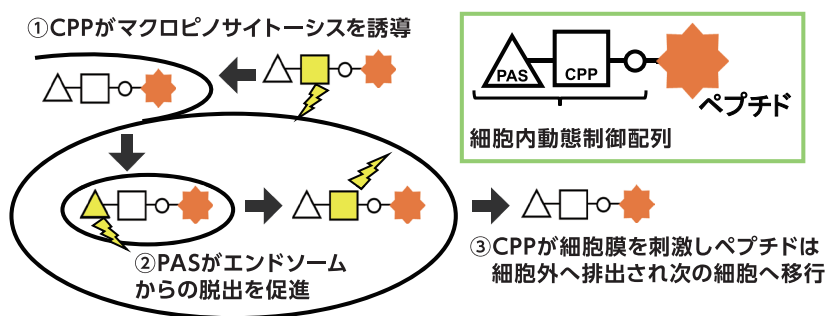 ①CPPがマクロピノサイトーシスを誘導
PAS
CPP
ペプチド
細胞内動態制御配列
②PASがエンドソーム
からの脱出を促進
③CPPが細胞膜を刺激しペプチドは
細胞外へ排出され次の細胞へ移行